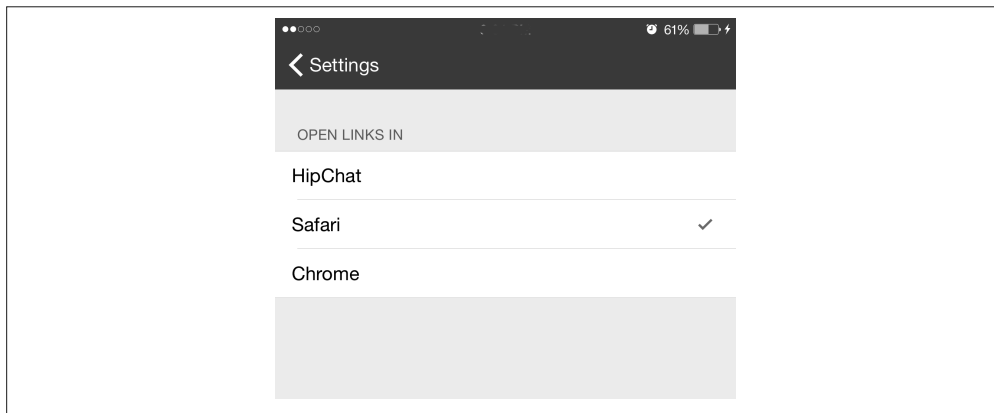 61%
Settings
OPEN LINKS IN
HipChat
Safari
Chrome